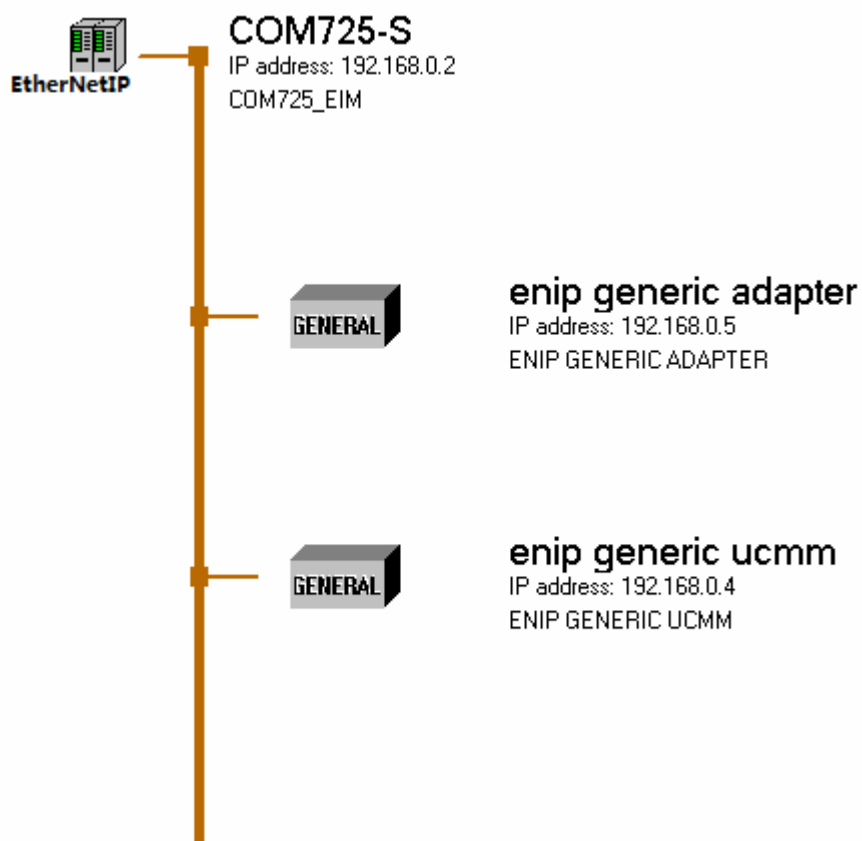 EtherNetIP
COM725-S
IP address: 192.168.0.2
COM725_EIM
GENERAL
enip generic adapter
IP address: 192.168.0.5
ENIP GENERIC ADAPTER
GENERAL
enip generic ucmm
IP address: 192.168.0.4
ENIP GENERIC UCMM